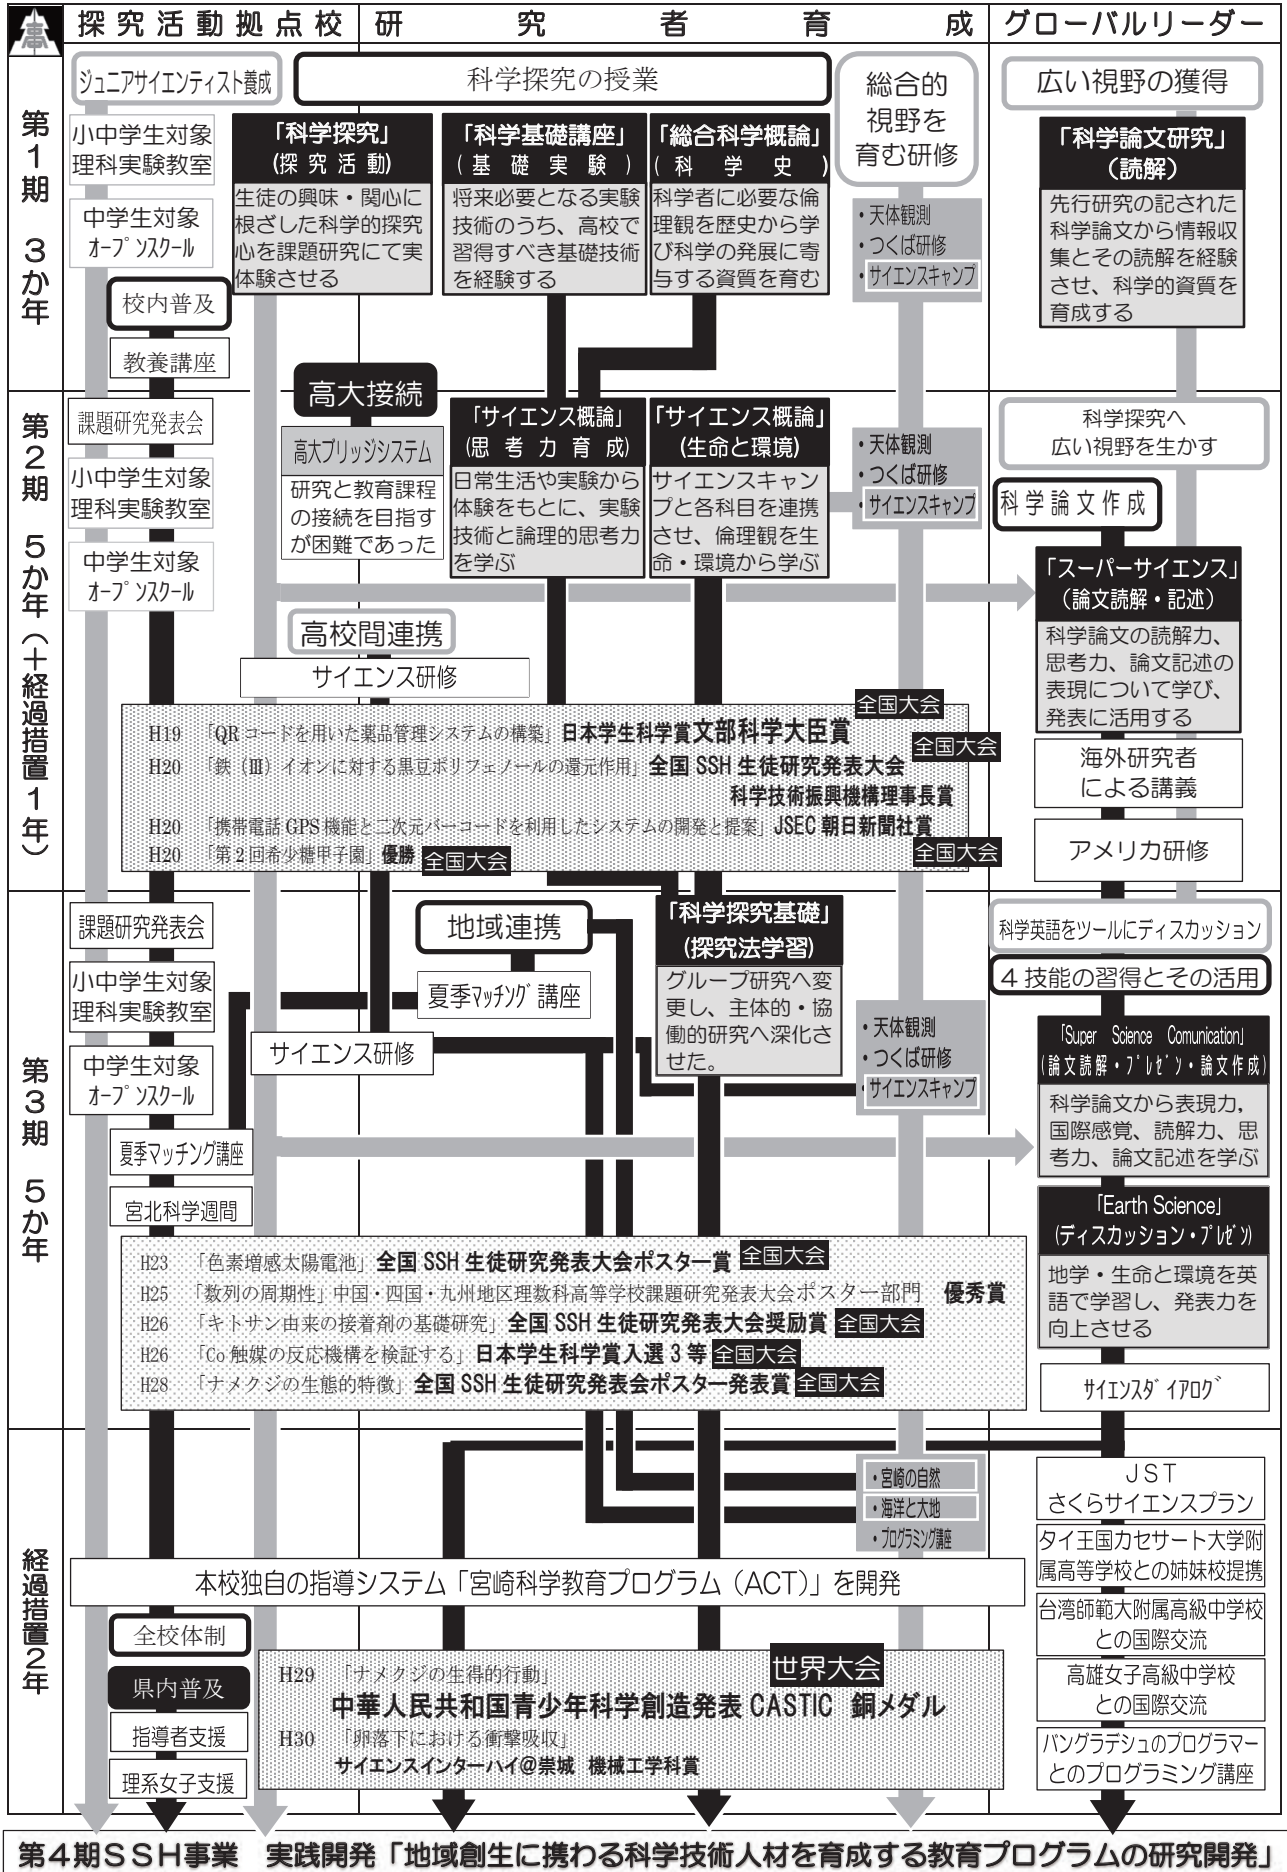 探究活動拠点校
研究者育成
グローバルリーダー
第1期 3か年
ジュニアサイエンティスト養成
小中学生対象
理科実験教室
中学生対象
オープンスクール
校内普及
教養講座
科学探究の授業
「科学探究」
(探究活動)
生徒の興味・関心に
根ざした科学的探究
心を課題研究にて実
体験させる
「科学基礎講座」
(基礎実験)
将来必要となる実験
技術のうち、高校で
習得すべき基礎技術
を経験する
「総合科学概論」
(科学史)
科学者に必要な倫
理観を歴史から学
び科学の発展に寄
与する資質を育む
総合的
視野を
育む研修
・天体観測
・つくば研修
・サイエンスキャンプ
広い視野の獲得
「科学論文研究」
(読解)
先行研究の記された
科学論文から情報収
集とその読解を経験
させ、科学的資質を
育成する
第2期 5か年(+経過措置1年)
課題研究発表会
小中学生対象
理科実験教室
中学生対象
オープンスクール
高大接続
高大ブリッジシステム
研究と教育課程
の接続を目指す
が困難であった
「サイエンス概論」
(思考力育成)
日常生活や実験から
体験をもとに、実験
技術と論理的思考力
を学ぶ
「サイエンス概論」
(生命と環境)
サイエンスキャン
プと各科目を連携
させ、倫理観を生
命・環境から学ぶ
・天体観測
・つくば研修
・サイエンスキャンプ
科学探究へ
広い視野を生かす
科学論文作成
「スーパーサイエンス」
(論文読解・記述)
科学論文の読解力、
思考力、論文記述の
表現について学び、
発表に活用する
海外研究者
による講義
アメリカ研修
高校間連携
サイエンス研修
全国大会
H19 「QRコードを用いた薬品管理システムの構築」日本学生科学賞文部科学大臣賞
全国大会
H20 「鉄(Ⅲ)イオンに対する黒豆ポリフェノールの還元作用」全国SSH生徒研究発表大会
科学技術振興機構理事長賞
H20 「携帯電話GPS機能と二次元バーコードを利用したシステムの開発と提案」JSEC朝日新聞社賞
全国大会
H20 「第2回希少糖甲子園」優勝 全国大会
第3期 5か年
課題研究発表会
小中学生対象
理科実験教室
中学生対象
オープンスクール
夏季マッチング講座
宮北科学週間
地域連携
夏季マッチング講座
サイエンス研修
「科学探究基礎」
(探究法学習)
グループ研究へ変
更し、主体的・協
働的研究へ深化さ
せた。
・天体観測
・つくば研修
・サイエンスキャンプ
科学英語をツールにディスカッション
4技能の習得とその活用
「Super Science Comunication」
(論文読解・プレゼン・論文作成)
科学論文から表現力,
国際感覚、読解力、思
考力、論文記述を学ぶ
「Earth Science」
(ディスカッション・プレゼン)
地学・生命と環境を英
語で学習し、発表力を
向上させる
サイエンスダイアログ
H23 「色素増感太陽電池」全国SSH生徒研究発表大会ポスター賞 全国大会
H25 「数列の周期性」中国・四国・九州地区理数科高等学校課題研究発表大会ポスター部門 優秀賞
H26 「キトサン由来の接着剤の基礎研究」全国SSH生徒研究発表大会奨励賞 全国大会
H26 「Co触媒の反応機構を検証する」日本学生科学賞入選3等 全国大会
H28 「ナメクジの生態的特徴」全国SSH生徒研究発表会ポスター発表賞 全国大会
経過措置2年
・宮崎の自然
・海洋と大地
・プログラミング講座
JST
さくらサイエンスプラン
タイ王国カセサート大学附
属高等学校との姉妹校提携
台湾師範大附属高級中学校
との国際交流
高雄女子高級中学校
との国際交流
バングラデシュのプログラマー
とのプログラミング講座
本校独自の指導システム「宮崎科学教育プログラム(ACT)」を開発
全校体制
県内普及
指導者支援
理系女子支援
世界大会
H29 「ナメクジの生得的行動」
中華人民共和国青少年科学創造発表CASTIC 銅メダル
H30 「卵落下における衝撃吸収」
サイエンスインターハイ@崇城 機械工学科賞
第4期SSH事業 実践開発「地域創生に携わる科学技術人材を育成する教育プログラムの研究開発」